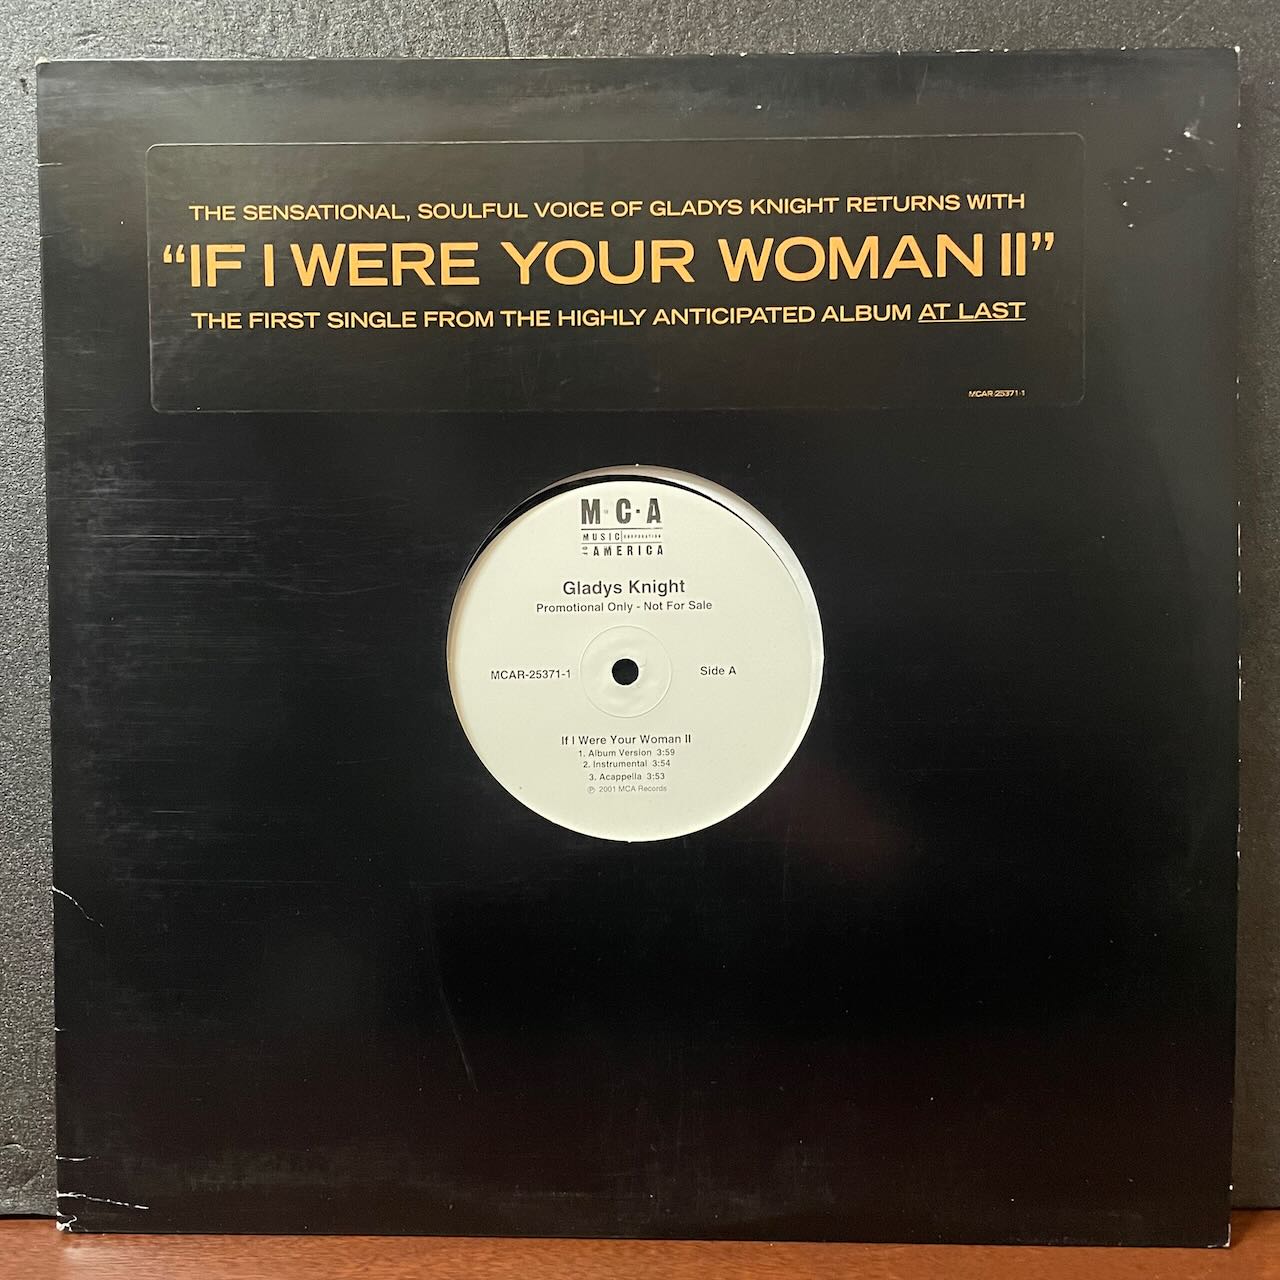 THE SENSATIONAL, SOULFUL VOICE OF GLADYS KNIGHT RETURNS WITH
“IF I WERE YOUR WOMAN II”
THE FIRST SINGLE FROM THE HIGHLY ANTICIPATED ALBUM AT LAST
MCAR-25371-1
M·C·A
MUSIC CORPORATION
OF AMERICA
Gladys Knight
Promotional Only - Not For Sale
MCAR-25371-1 Side A
If I Were Your Woman II
1. Album Version 3:59
2. Instrumental 3:54
3. Acappella 3:53
℗ 2001 MCA Records